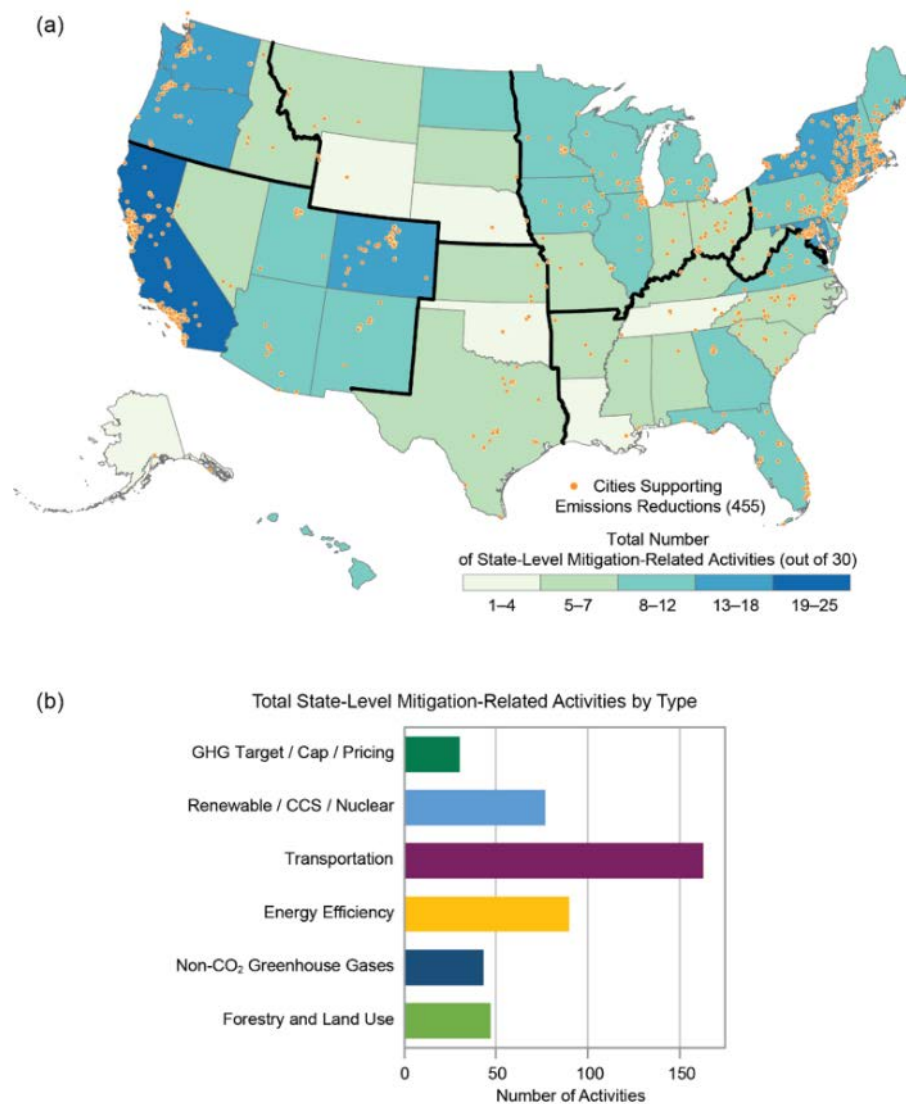 (a)
Cities Supporting
Emissions Reductions (455)
Total Number
of State-Level Mitigation-Related Activities (out of 30)
1–4 5–7 8–12 13–18 19–25
(b)
Total State-Level Mitigation-Related Activities by Type
GHG Target / Cap / Pricing
Renewable / CCS / Nuclear
Transportation
Energy Efficiency
Non-CO₂ Greenhouse Gases
Forestry and Land Use
0 50 100 150
Number of Activities